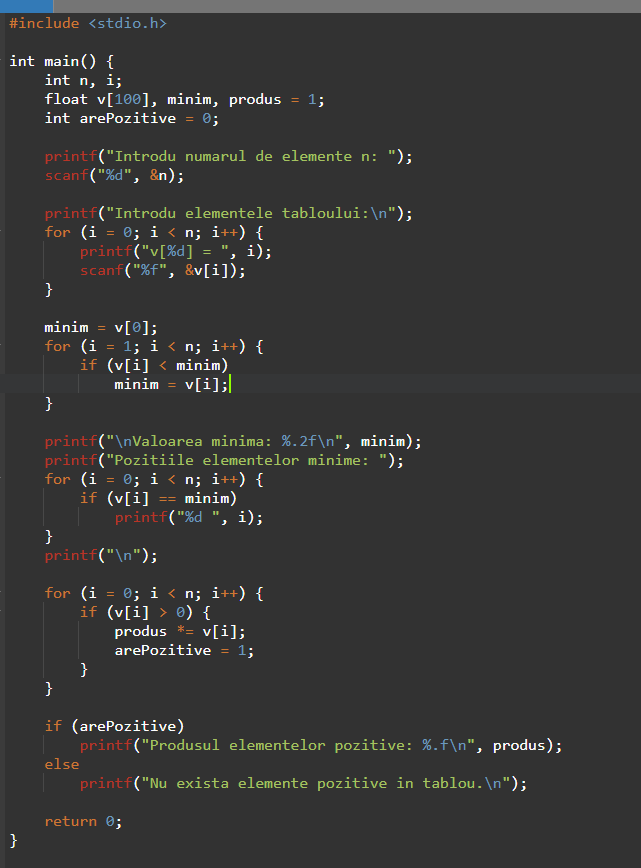 #include <stdio.h>
int main() {
    int n, i;
    float v[100], minim, produs = 1;
    int arePozitive = 0;
    printf("Introdu numarul de elemente n: ");
    scanf("%d", &n);
    printf("Introdu elementele tabloului:\n");
    for (i = 0; i < n; i++) {
        printf("v[%d] = ", i);
        scanf("%f", &v[i]);
    }
    minim = v[0];
    for (i = 1; i < n; i++) {
        if (v[i] < minim)
            minim = v[i];
    }
    printf("\nValoarea minima: %.2f\n", minim);
    printf("Pozitiile elementelor minime: ");
    for (i = 0; i < n; i++) {
        if (v[i] == minim)
            printf("%d ", i);
    }
    printf("\n");
    for (i = 0; i < n; i++) {
        if (v[i] > 0) {
            produs *= v[i];
            arePozitive = 1;
        }
    }
    if (arePozitive)
        printf("Produsul elementelor pozitive: %.f\n", produs);
    else
        printf("Nu exista elemente pozitive in tablou.\n");
    return 0;
}